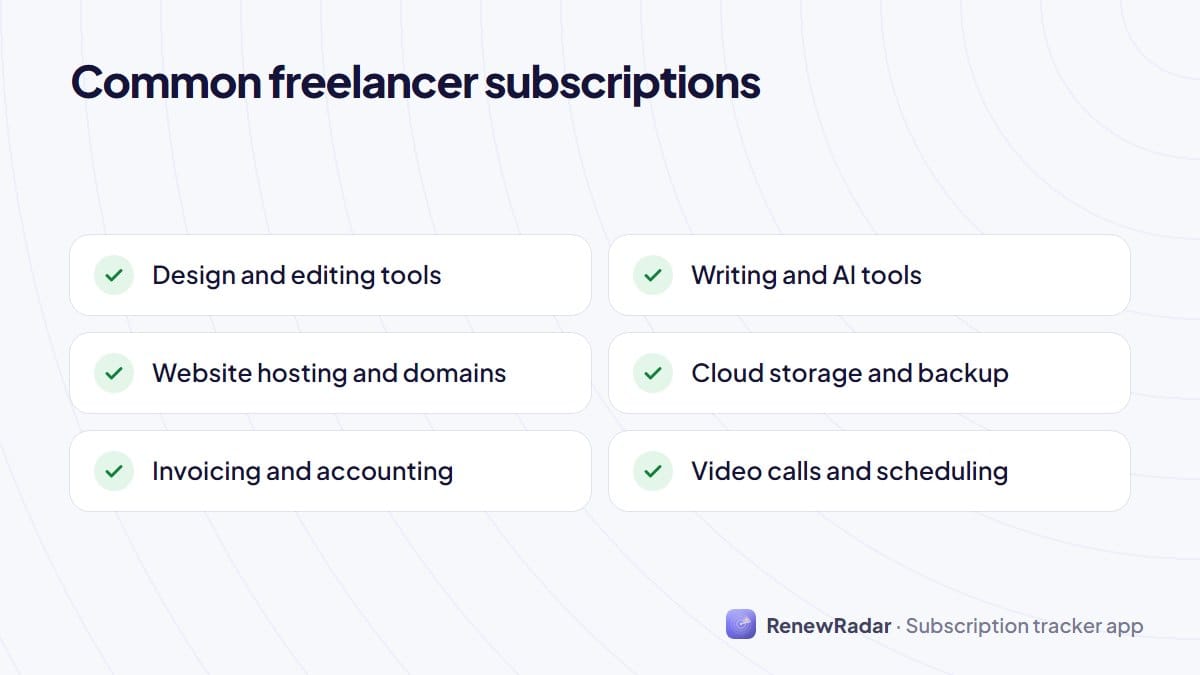 Common freelancer subscriptions
Design and editing tools
Writing and AI tools
Website hosting and domains
Cloud storage and backup
Invoicing and accounting
Video calls and scheduling
RenewRadar · Subscription tracker app